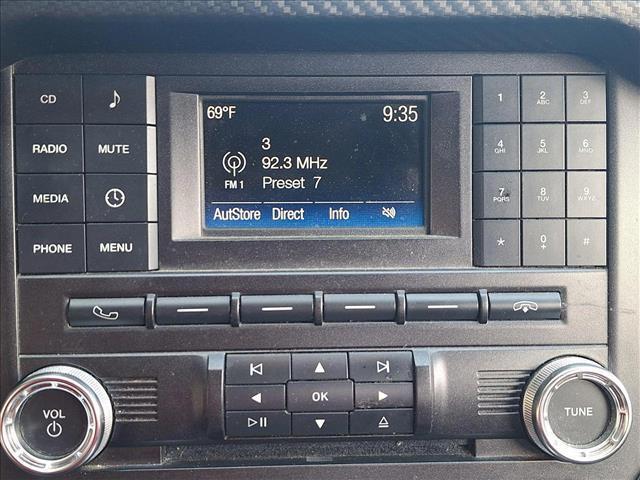 CD
RADIO
MUTE
MEDIA
PHONE
MENU
69°F
9:35
3
92.3 MHz
FM 1
Preset 7
AutStore Direct Info
1
2
ABC
3
DEF
4
GHI
5
JKL
6
MNO
7
PQRS
8
TUV
9
WXYZ
*
0
+
#
OK
VOL
TUNE